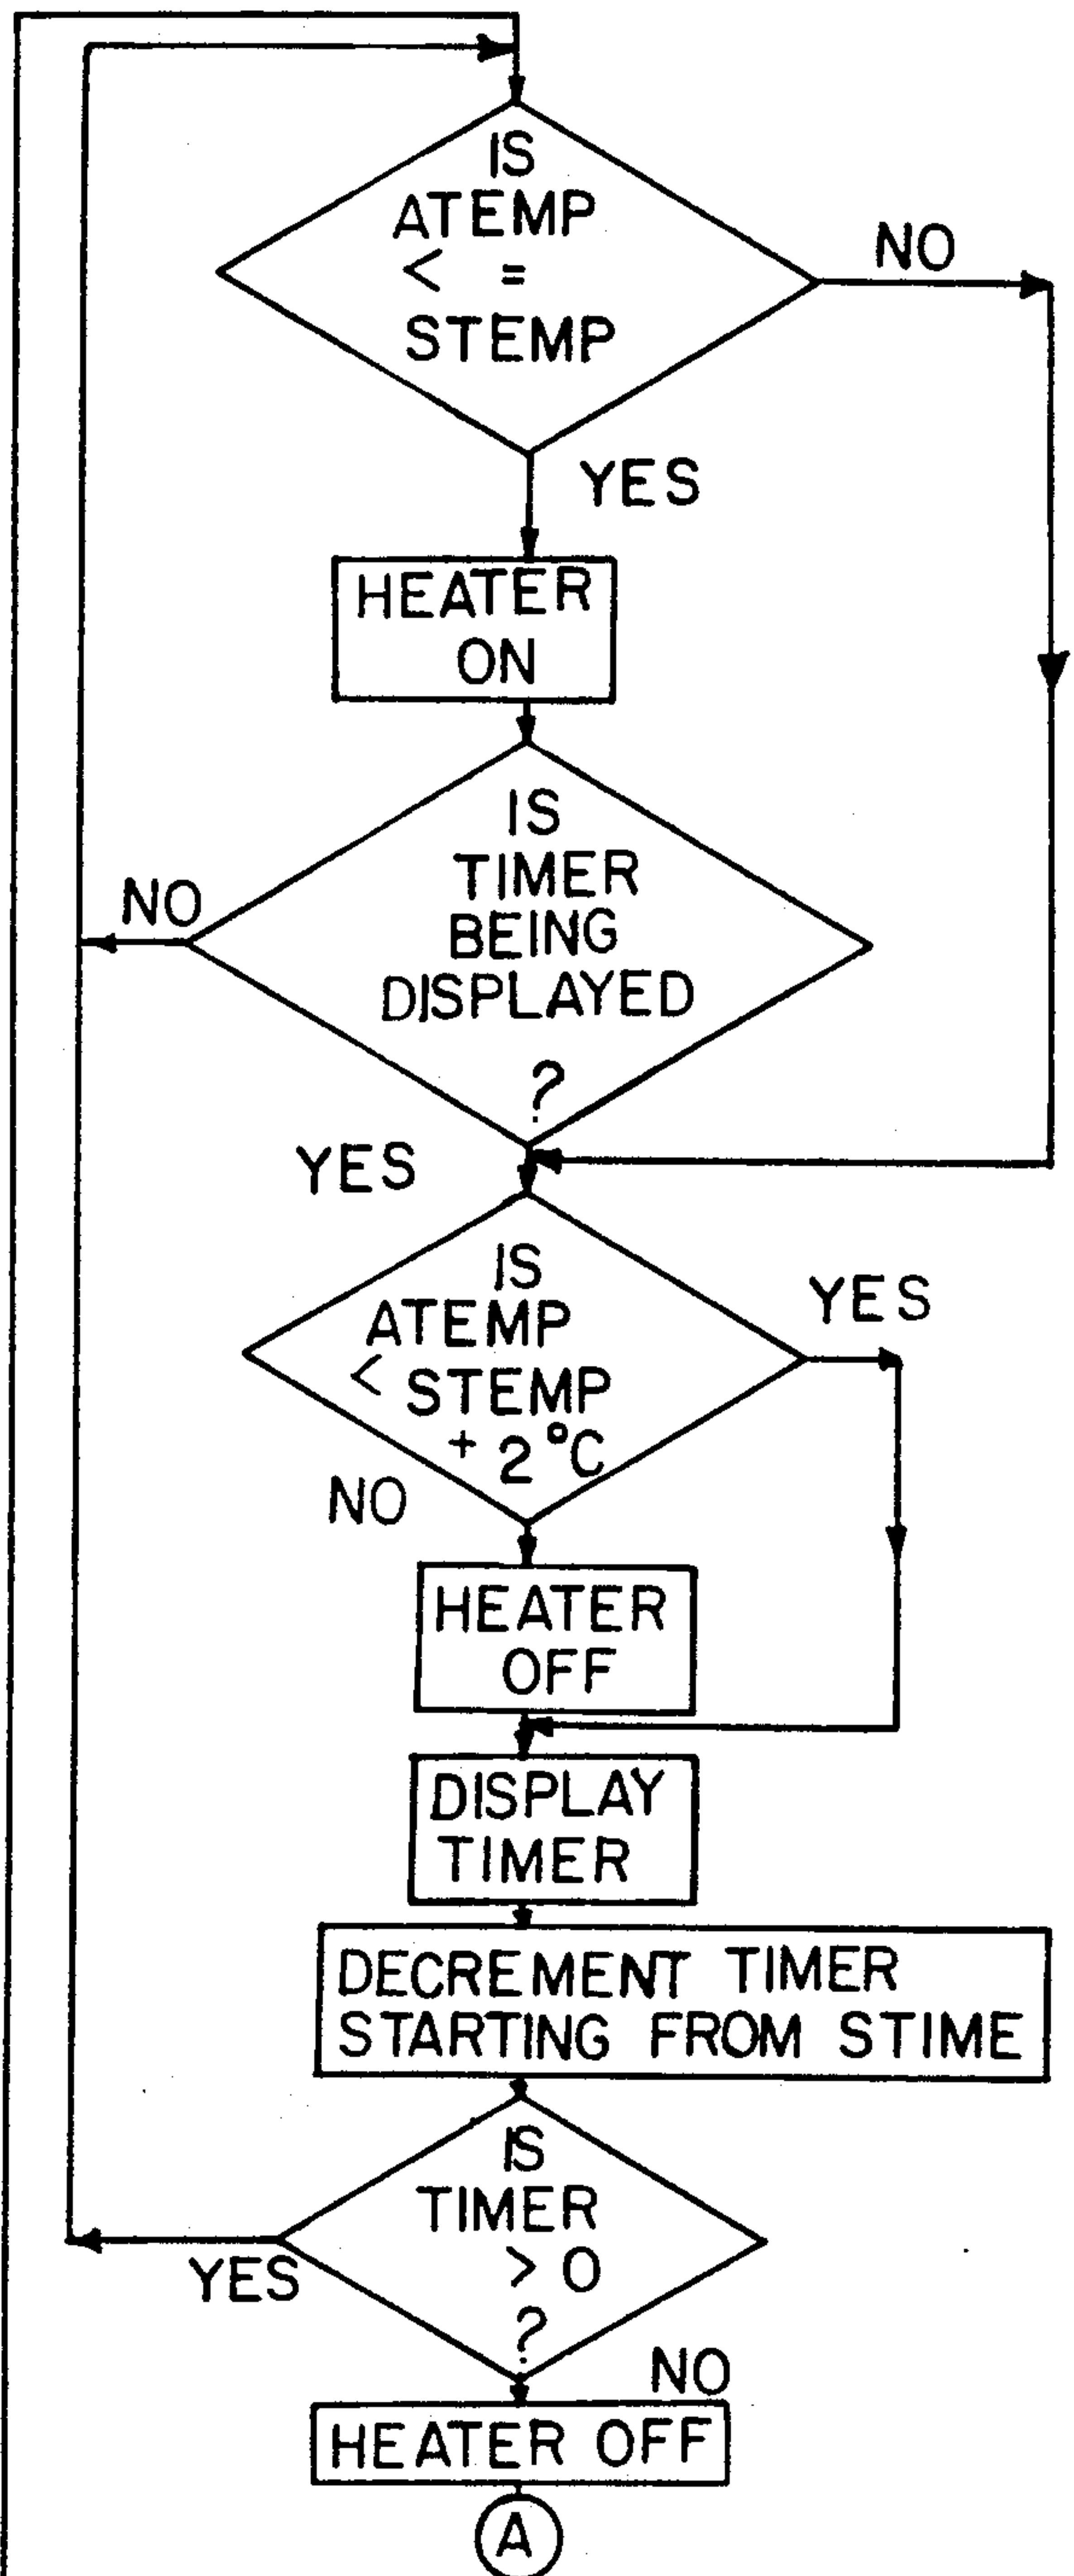 IS
ATEMP
< =
STEMP
NO
YES
HEATER
ON
IS
TIMER
BEING
DISPLAYED
?
NO
YES
IS
ATEMP
< STEMP
+ 2°C
YES
NO
HEATER
OFF
DISPLAY
TIMER
DECREMENT TIMER
STARTING FROM STIME
IS
TIMER
> 0
?
YES
NO
HEATER OFF
A